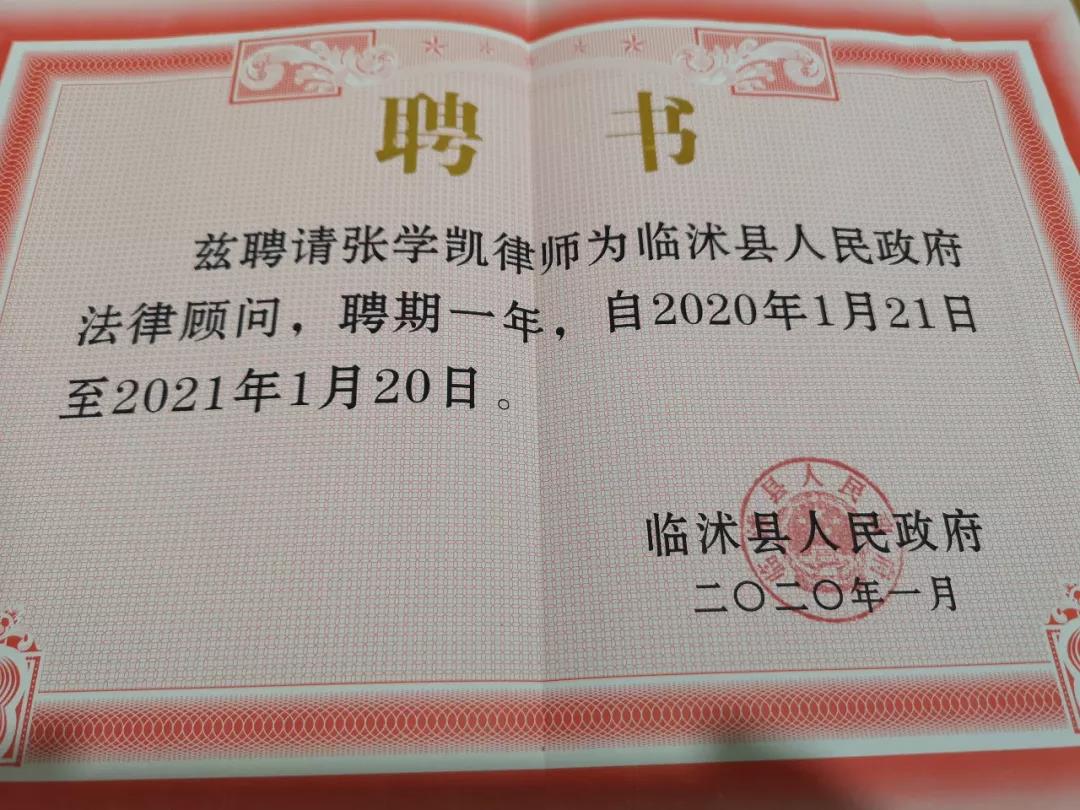 聘书
兹聘请张学凯律师为临沭县人民政府
法律顾问，聘期一年，自2020年1月21日
至2021年1月20日。
临沭县人民政府
二〇二〇年一月